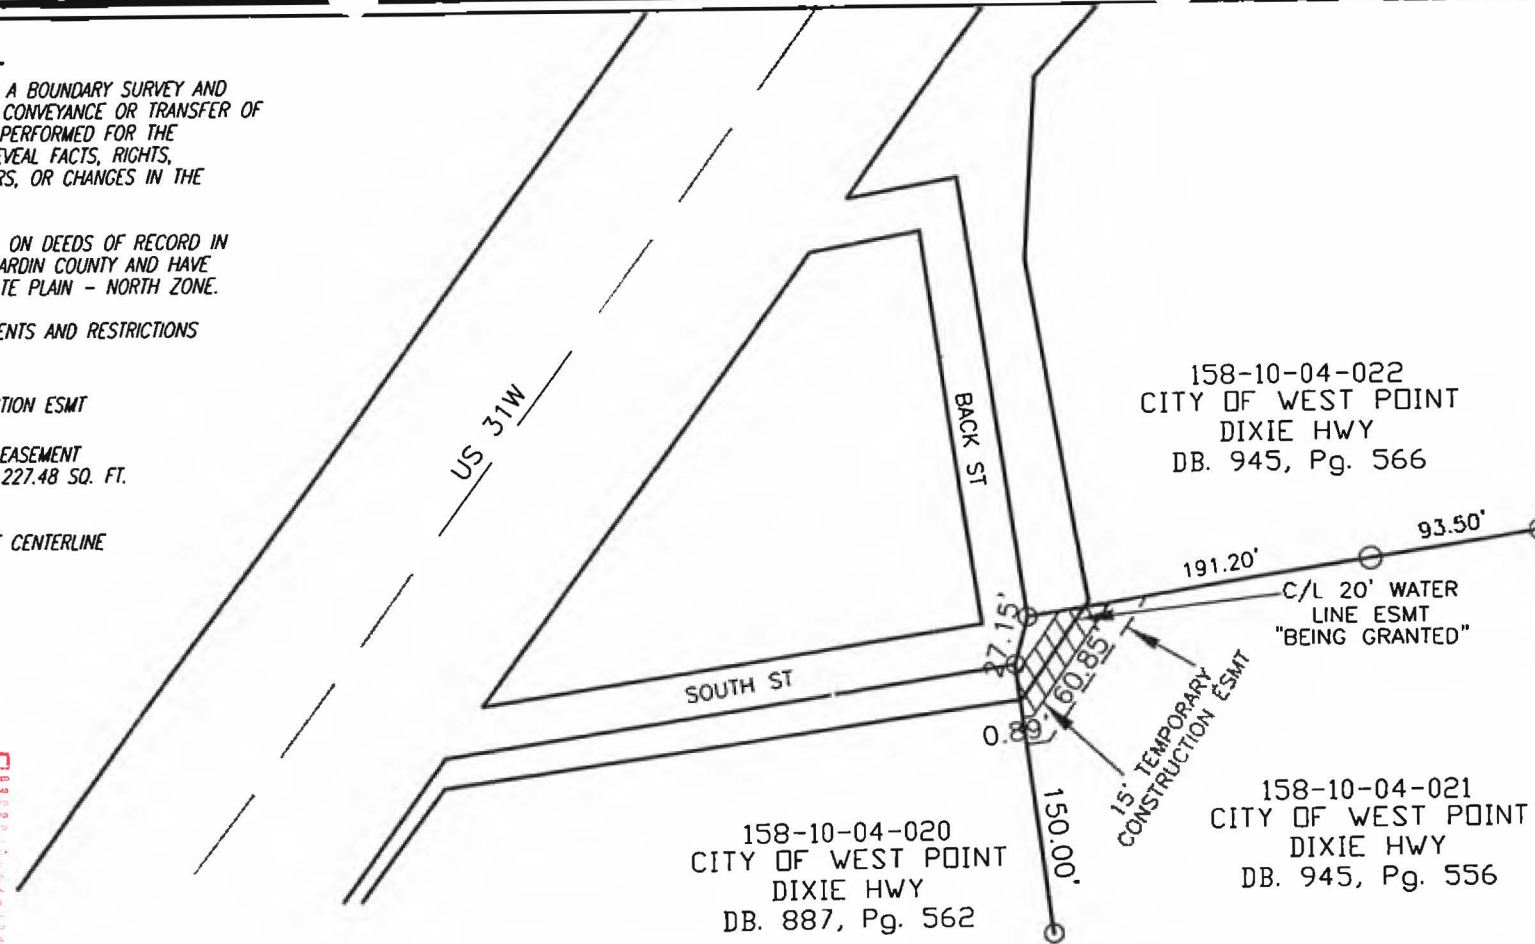 A BOUNDARY SURVEY AND
CONVEYANCE OR TRANSFER OF
PERFORMED FOR THE
EVEAL FACTS, RIGHTS,
RS, OR CHANGES IN THE
ON DEEDS OF RECORD IN
ARDIN COUNTY AND HAVE
TE PLAIN - NORTH ZONE.
ENTS AND RESTRICTIONS
TION ESMT
EASEMENT
227.48 SQ. FT.
CENTERLINE
US 31W
BACK ST
SOUTH ST
158-10-04-022
CITY OF WEST POINT
DIXIE HWY
DB. 945, Pg. 566
93.50'
191.20'
C/L 20' WATER
LINE ESMT
"BEING GRANTED"
27.15'
60.85'
0.89'
15' TEMPORARY
CONSTRUCTION ESMT
150.00'
158-10-04-020
CITY OF WEST POINT
DIXIE HWY
DB. 887, Pg. 562
158-10-04-021
CITY OF WEST POINT
DIXIE HWY
DB. 945, Pg. 556